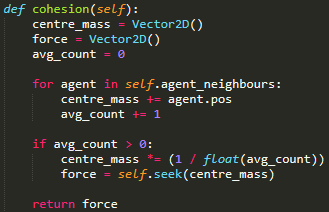 def cohesion(self):
    centre_mass = Vector2D()
    force = Vector2D()
    avg_count = 0

    for agent in self.agent_neighbours:
        centre_mass += agent.pos
        avg_count += 1

    if avg_count > 0:
        centre_mass *= (1 / float(avg_count))
        force = self.seek(centre_mass)

    return force